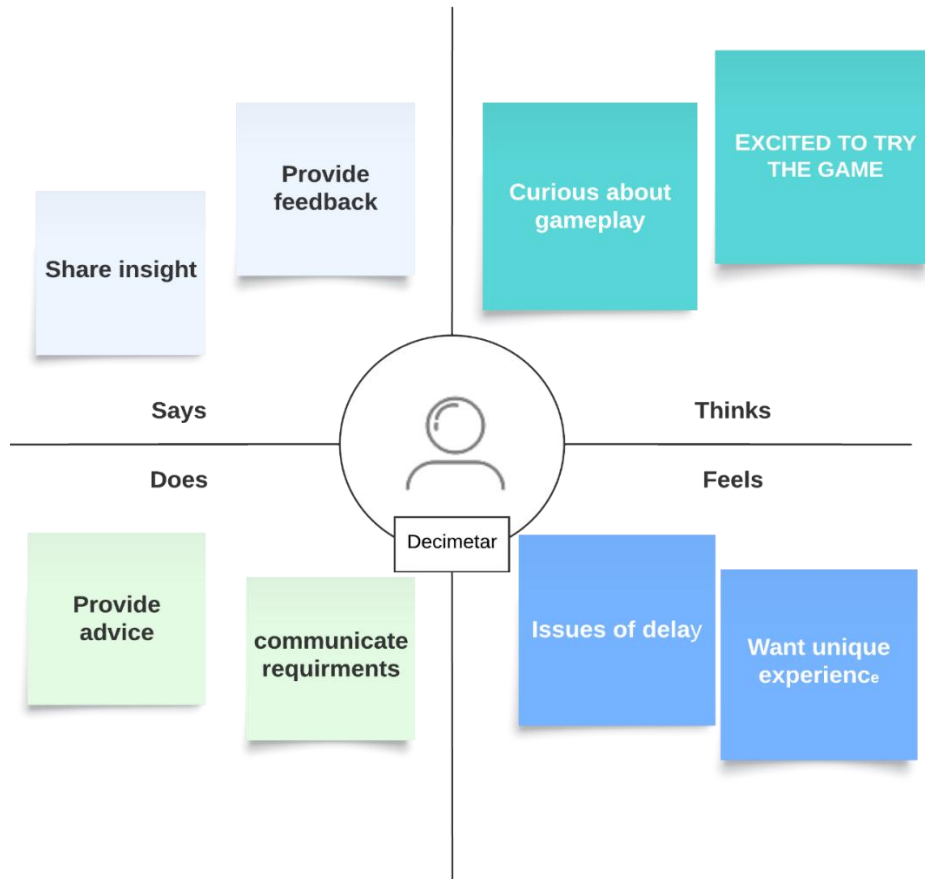 Provide
feedback
Share insight
Says
Curious about
gameplay
EXCITED TO TRY
THE GAME
Thinks
Decimetar
Does
Provide
advice
communicate
requirments
Feels
Issues of delay
Want unique
experience